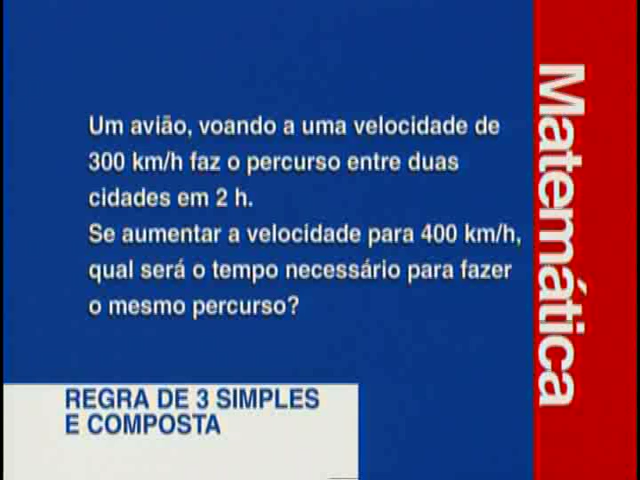 Um avião, voando a uma velocidade de
300 km/h faz o percurso entre duas
cidades em 2 h.
Se aumentar a velocidade para 400 km/h,
qual será o tempo necessário para fazer
o mesmo percurso?
REGRA DE 3 SIMPLES
E COMPOSTA
Matemática